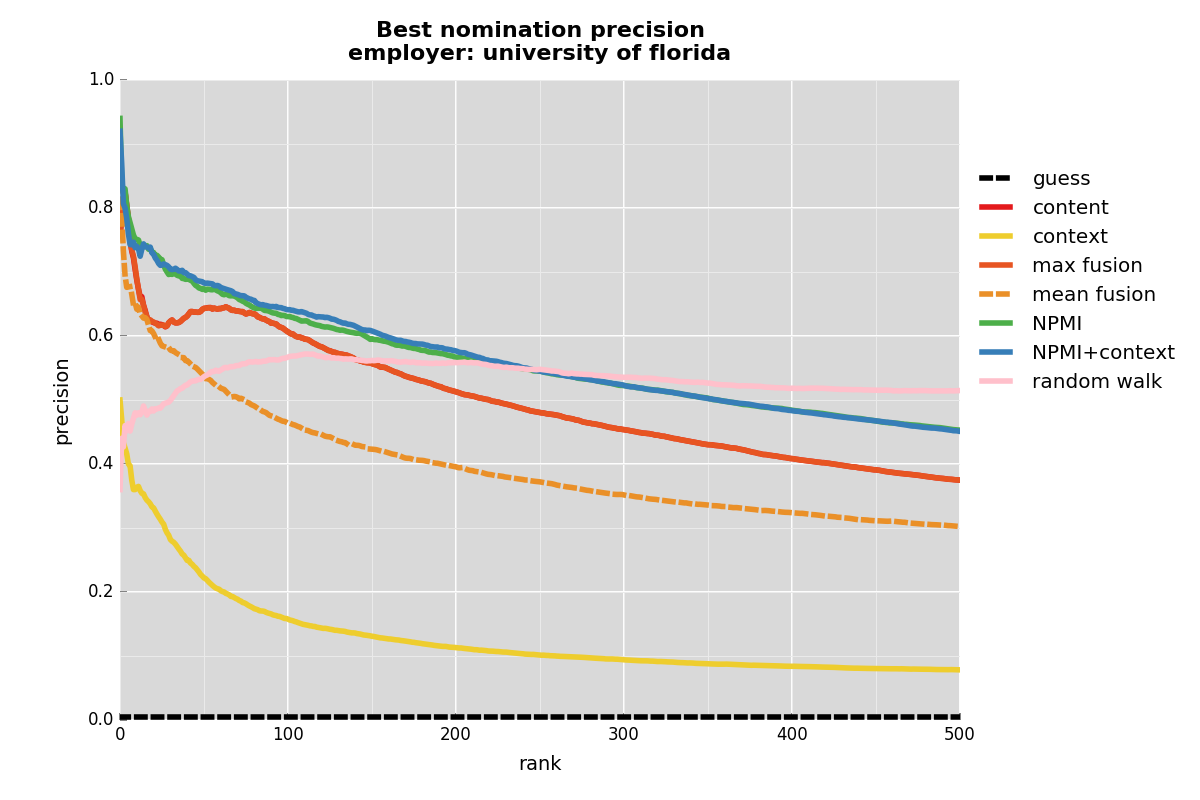 Best nomination precision
employer: university of florida
precision
1.0
0.8
0.6
0.4
0.2
0.0
0 100 200 300 400 500
rank
guess
content
context
max fusion
mean fusion
NPMI
NPMI+context
random walk